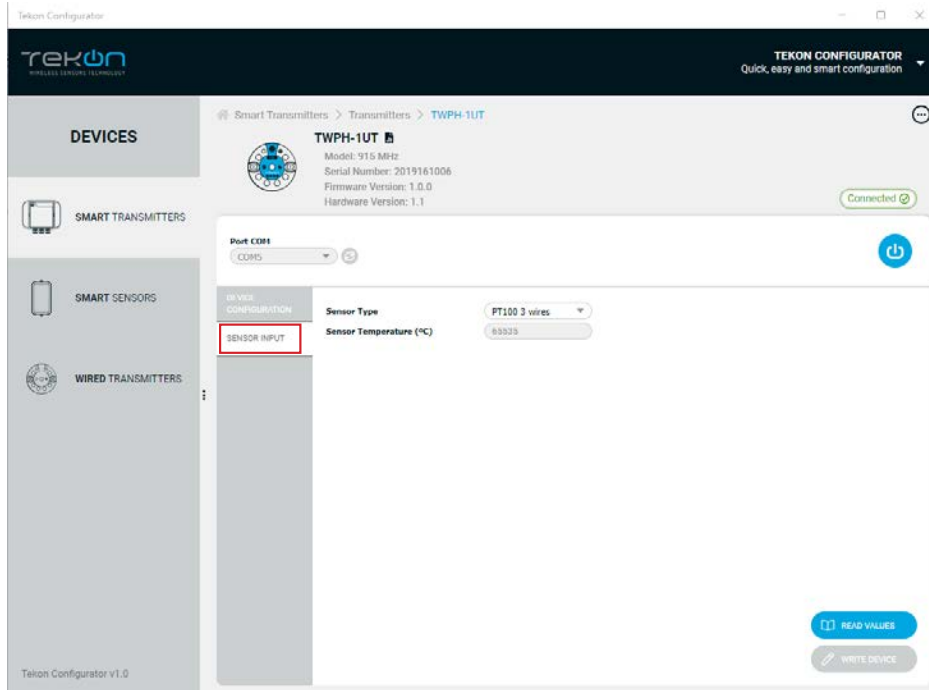 Tekon Configurator
TEKON
WIRELESS SENSORS TECHNOLOGY
TEKON CONFIGURATOR
Quick, easy and smart configuration
DEVICES
SMART TRANSMITTERS
SMART SENSORS
WIRED TRANSMITTERS
Tekon Configurator v1.0
Smart Transmitters > Transmitters > TWPH-1UT
TWPH-1UT
Model: 915 MHz
Serial Number: 2019161006
Firmware Version: 1.0.0
Hardware Version: 1.1
Connected
Port COM
COM5
DEVICE
CONFIGURATION
SENSOR INPUT
Sensor Type PT100 3 wires
Sensor Temperature (ºC) 65535
READ VALUES
WRITE DEVICE